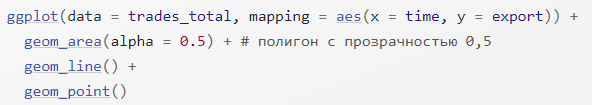 ggplot(data = trades_total, mapping = aes(x = time, y = export)) +
  geom_area(alpha = 0.5) + # полигон с прозрачностью 0,5
  geom_line() +
  geom_point()